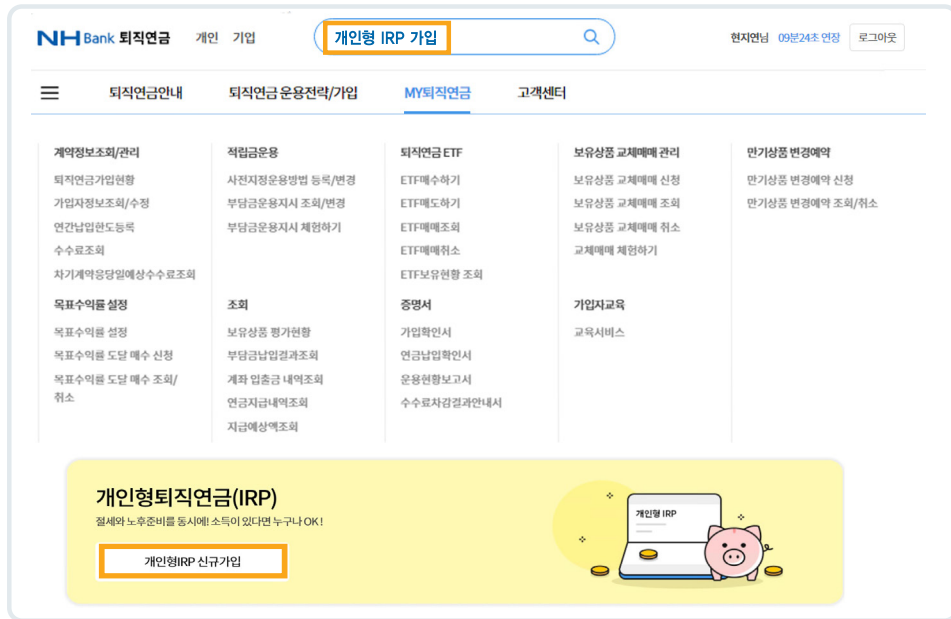 NH Bank 퇴직연금 개인 기업 개인형 IRP 가입 현지연님 09분24초 연장 로그아웃
퇴직연금안내 퇴직연금 운용전략/가입 MY퇴직연금 고객센터
계약정보조회/관리 적립금운용 퇴직연금 ETF 보유상품 교체매매 관리 만기상품 변경예약
퇴직연금가입현황 사전지정운용방법 등록/변경 ETF매수하기 보유상품 교체매매 신청 만기상품 변경예약 신청
가입자정보조회/수정 부담금운용지시 조회/변경 ETF매도하기 보유상품 교체매매 조회 만기상품 변경예약 조회/취소
연간납입한도등록 부담금운용지시 체험하기 ETF매매조회 보유상품 교체매매 취소
수수료조회 ETF매매취소 교체매매 체험하기
차기계약응당일예상수수료조회 ETF보유현황 조회
목표수익률 설정 조회 증명서 가입자교육
목표수익률 설정 보유상품 평가현황 가입확인서 교육서비스
목표수익률 도달 매수 신청 부담금납입결과조회 연금납입확인서
목표수익률 도달 매수 조회/ 계좌 입출금 내역조회 운용현황보고서
취소
연금지급내역조회 수수료차감결과안내서
지급예상액조회
개인형퇴직연금(IRP)
절세와 노후준비를 동시에! 소득이 있다면 누구나 OK!
개인형 IRP
개인형IRP 신규가입